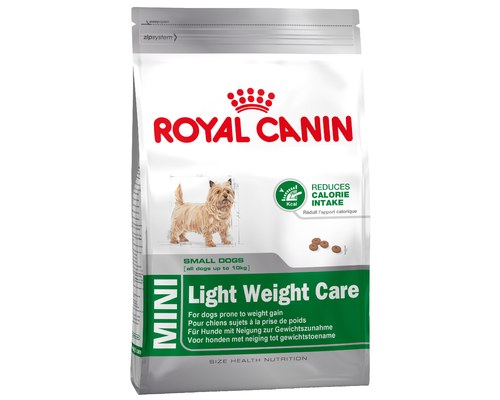 stpsystem
ROYAL CANIN
Kcal
REDUCES
CALORIE
INTAKE
Réduit l'apport calorique
SMALL DOGS
[all dogs up to 10kg]
MINI
Light Weight Care
For dogs prone to weight gain
Pour chiens sujets à la prise de poids
Für Hunde mit Neigung zur Gewichtszunahme
Voor honden met neiging tot gewichtstoename
SIZE HEALTH NUTRITION